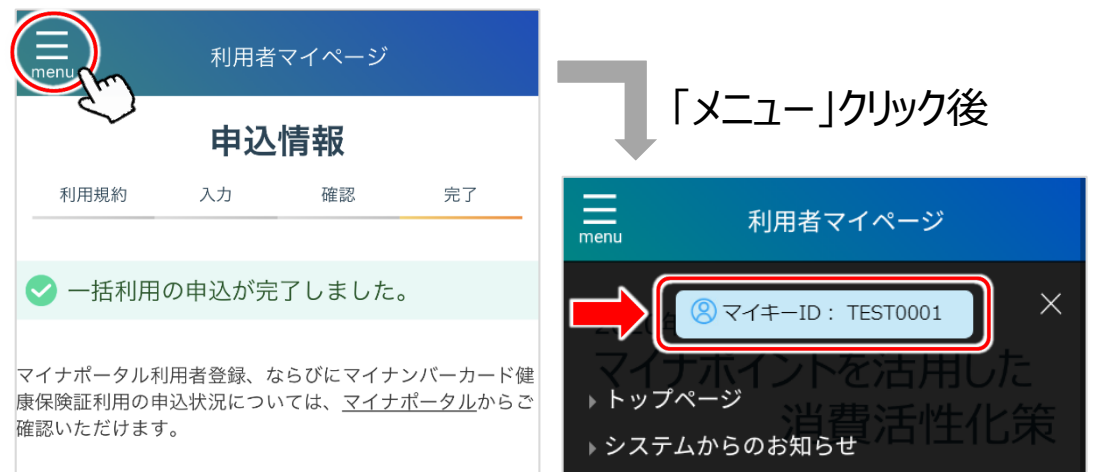 menu
利用者マイページ
申込情報
利用規約 入力 確認 完了
一括利用の申込が完了しました。
マイナポータル利用者登録、ならびにマイナンバーカード健
康保険証利用の申込状況については、マイナポータルからご
確認いただけます。
「メニュー」クリック後
menu
利用者マイページ
マイキーID： TEST0001
マイナポイントを活用した
トップページ
消費活性化策
システムからのお知らせ